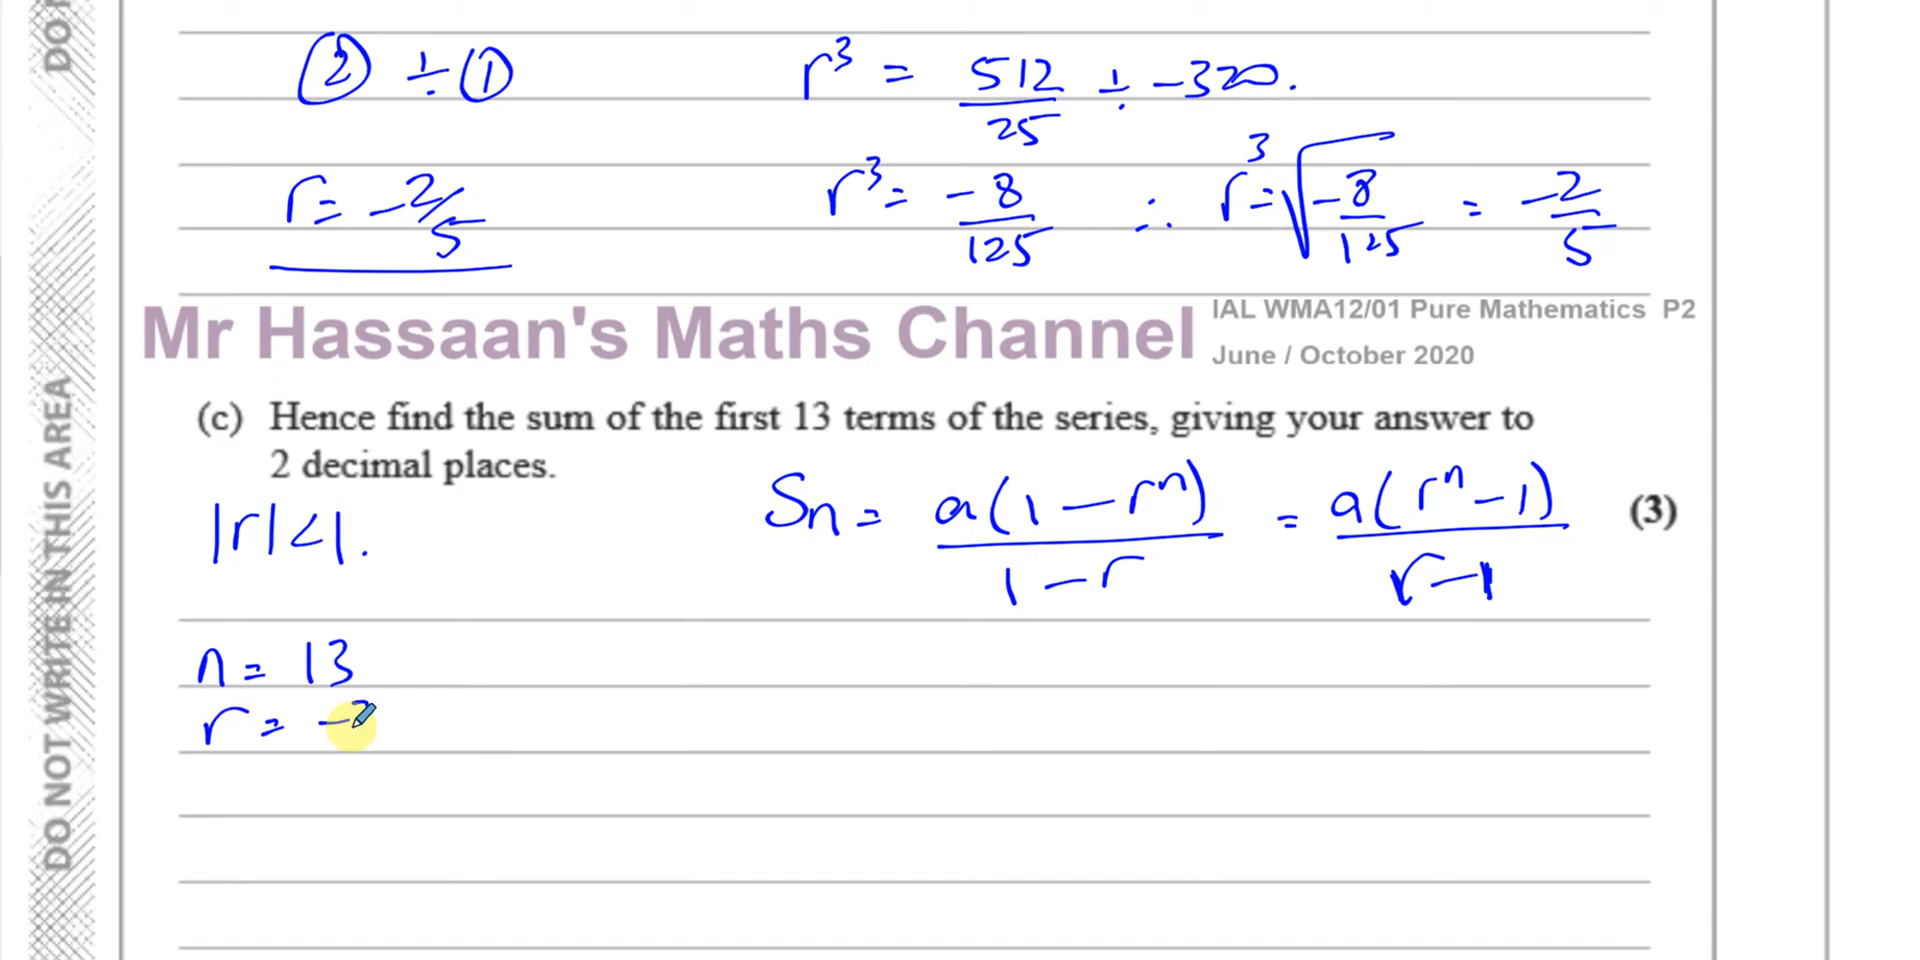 ② ÷ ① r³ = 512/25 ÷ -320.
r = -2/5 r³ = -8/125 ∴ r = ³√(-8/125) = -2/5
Mr Hassaan's Maths Channel IAL WMA12/01 Pure Mathematics P2
June / October 2020
(c) Hence find the sum of the first 13 terms of the series, giving your answer to
2 decimal places.
|r| < 1. Sn = a(1 - rⁿ)/(1 - r) = a(rⁿ - 1)/(r - 1) (3)
n = 13
r = -2
DO NOT WRITE IN THIS AREA
DO